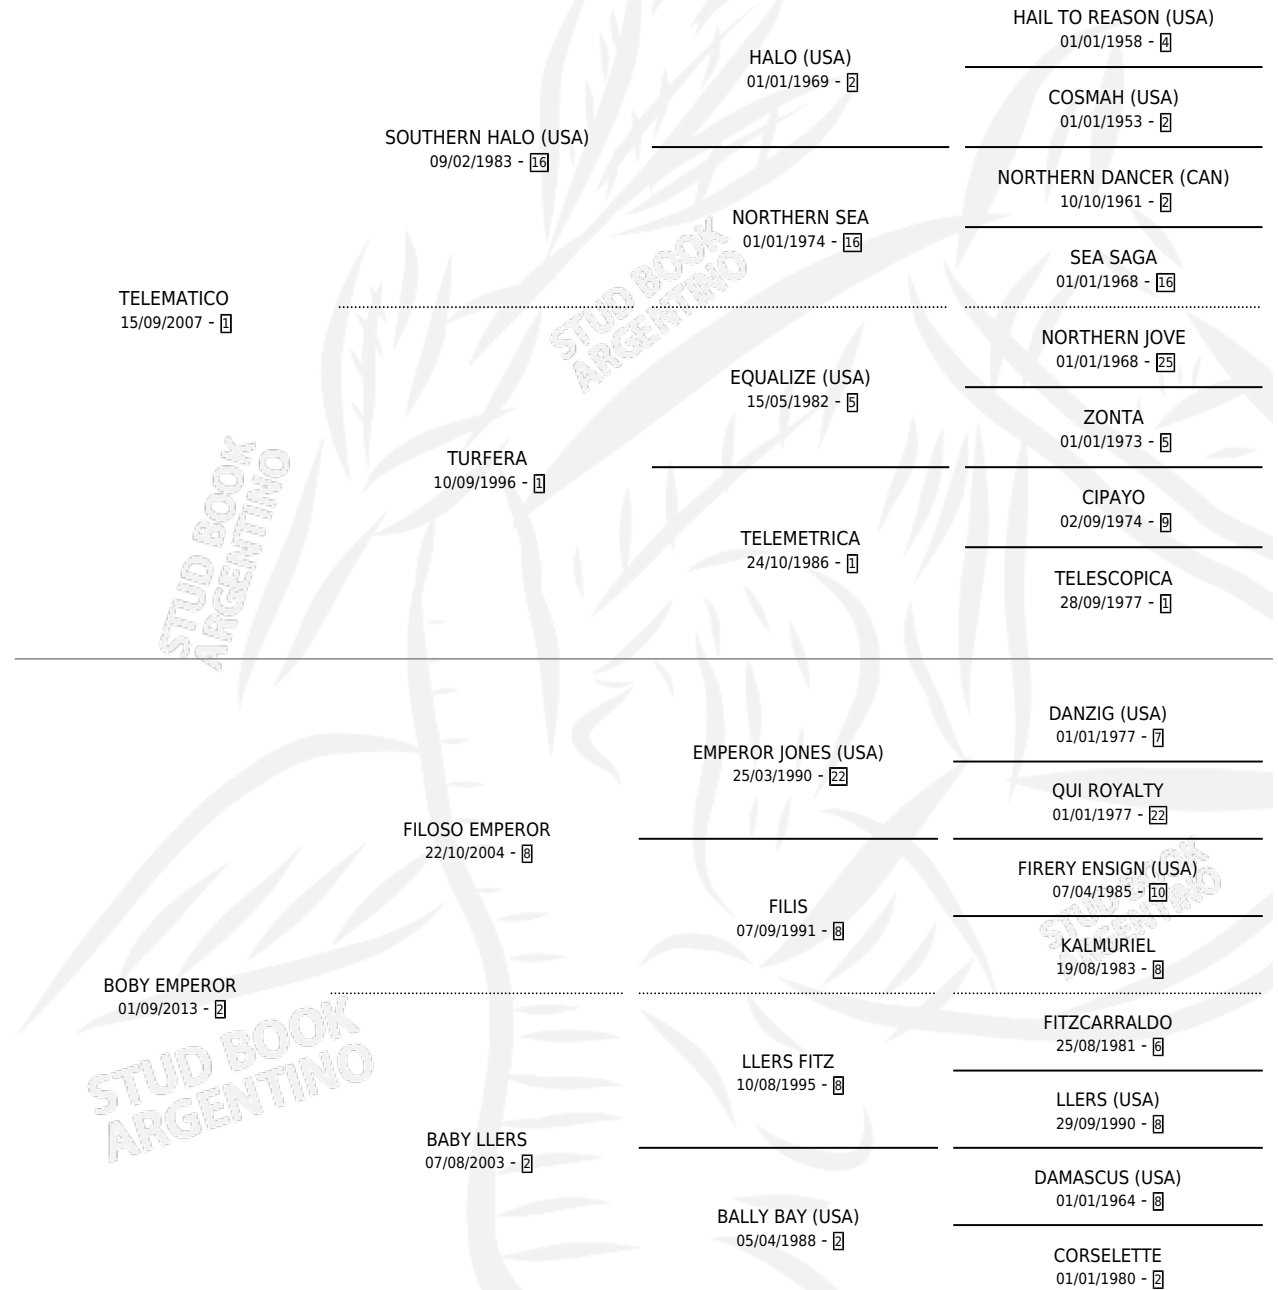 HAIL TO REASON (USA)
01/01/1958 - 4
HALO (USA)
01/01/1969 - 2
COSMAH (USA)
01/01/1953 - 2
SOUTHERN HALO (USA)
09/02/1983 - 16
NORTHERN DANCER (CAN)
10/10/1961 - 2
NORTHERN SEA
01/01/1974 - 16
SEA SAGA
01/01/1968 - 16
TELEMATICO
15/09/2007 - 1
NORTHERN JOVE
01/01/1968 - 25
EQUALIZE (USA)
15/05/1982 - 5
ZONTA
01/01/1973 - 5
TURFERA
10/09/1996 - 1
CIPAYO
02/09/1974 - 9
TELEMETRICA
24/10/1986 - 1
TELESCOPICA
28/09/1977 - 1
STUD BOOK
ARGENTINO
STUD BOOK
ARGENTINO
DANZIG (USA)
01/01/1977 - 7
EMPEROR JONES (USA)
25/03/1990 - 22
QUI ROYALTY
01/01/1977 - 22
FILOSO EMPEROR
22/10/2004 - 8
FIRERY ENSIGN (USA)
07/04/1985 - 10
FILIS
07/09/1991 - 8
KALMURIEL
19/08/1983 - 8
STUD BOOK
ARGENTINO
BOBY EMPEROR
01/09/2013 - 2
FITZCARRALDO
25/08/1981 - 6
LLERS FITZ
10/08/1995 - 8
LLERS (USA)
29/09/1990 - 8
STUD BOOK
ARGENTINO
BABY LLERS
07/08/2003 - 2
DAMASCUS (USA)
01/01/1964 - 8
BALLY BAY (USA)
05/04/1988 - 2
CORSELETTE
01/01/1980 - 2